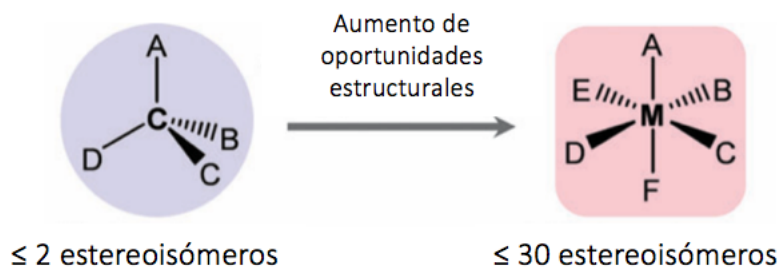 Aumento de
oportunidades
estructurales
A
C
B
C
D
A
E
B
M
D
C
F
≤ 2 estereoisómeros
≤ 30 estereoisómeros